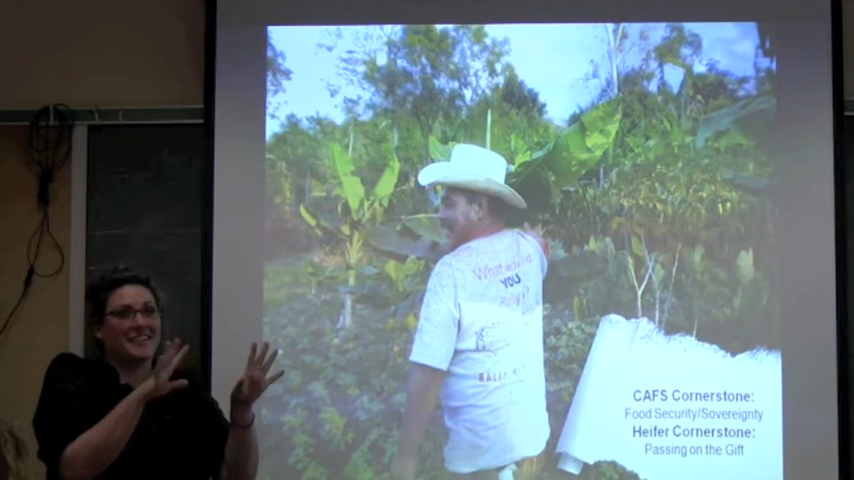 What would
YOU
CAFS Cornerstone:
Food Security/Sovereignty
Heifer Cornerstone:
Passing on the Gift